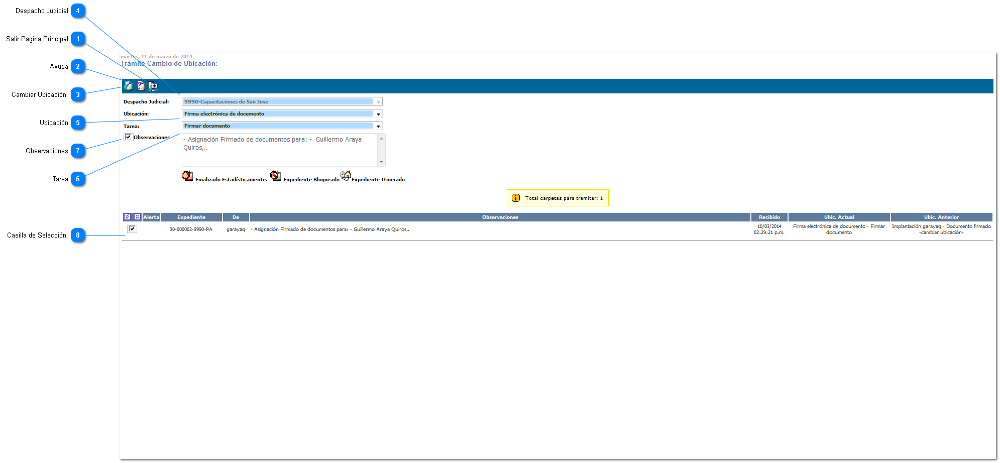 Despacho Judicial 4
Salir Pagina Principal 1
Ayuda 2
Cambiar Ubicación 3
Ubicación 5
Observaciones 7
Tarea 6
Casilla de Selección 8
martes, 11 de marzo de 2014
Trámite Cambio de Ubicación:
Despacho Judicial: 9990-Capacitaciones de San Jose
Ubicación: Firma electrónica de documento
Tarea: Firmar documento
Observaciones - Asignación Firmado de documentos para: - Guillermo Araya
Quiros,..
Finalizado Estadísticamente. Expediente Bloqueado Expediente Itinerado
Total carpetas para tramitar: 1
Alerta Expediente De Observaciones Recibido Ubic. Actual Ubic. Anterior
30-000002-9990-PA garayaq - Asignación Firmado de documentos para: - Guillermo Araya Quiros,. 10/03/2014 Firma electrónica de documento - Firmar Implantación garayaq - Documento firmado
02:29:21 p.m. documento -cambiar ubicación-